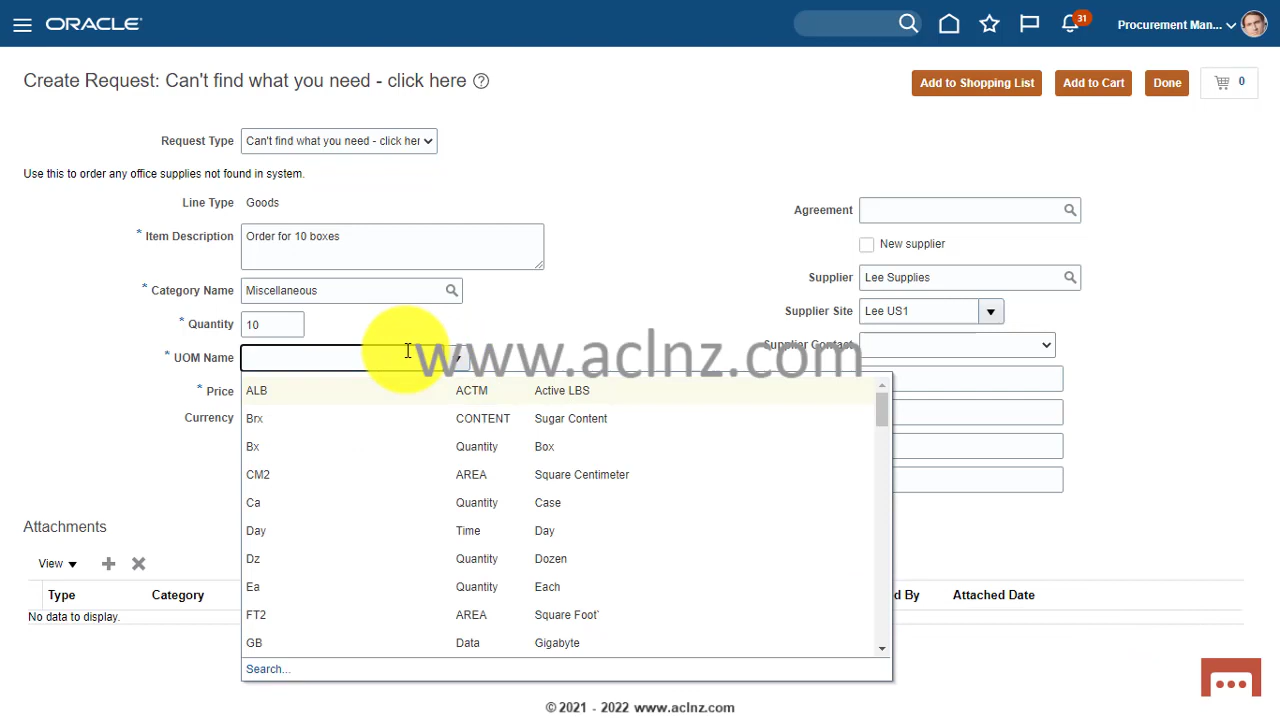 ORACLE
31
Procurement Man...
Create Request: Can't find what you need - click here
Add to Shopping List
Add to Cart
Done
0
Request Type
Can't find what you need - click her
Use this to order any office supplies not found in system.
Line Type
Goods
Agreement
* Item Description
Order for 10 boxes
New supplier
* Category Name
Miscellaneous
Supplier
Lee Supplies
* Quantity
10
Supplier Site
Lee US1
* UOM Name
Supplier Contact
www.aclnz.com
* Price
Currency
ALB ACTM Active LBS
Brx CONTENT Sugar Content
Bx Quantity Box
CM2 AREA Square Centimeter
Ca Quantity Case
Day Time Day
Dz Quantity Dozen
Ea Quantity Each
FT2 AREA Square Foot`
GB Data Gigabyte
Search...
Attachments
View
Type Category d By Attached Date
No data to display.
© 2021 - 2022 www.aclnz.com